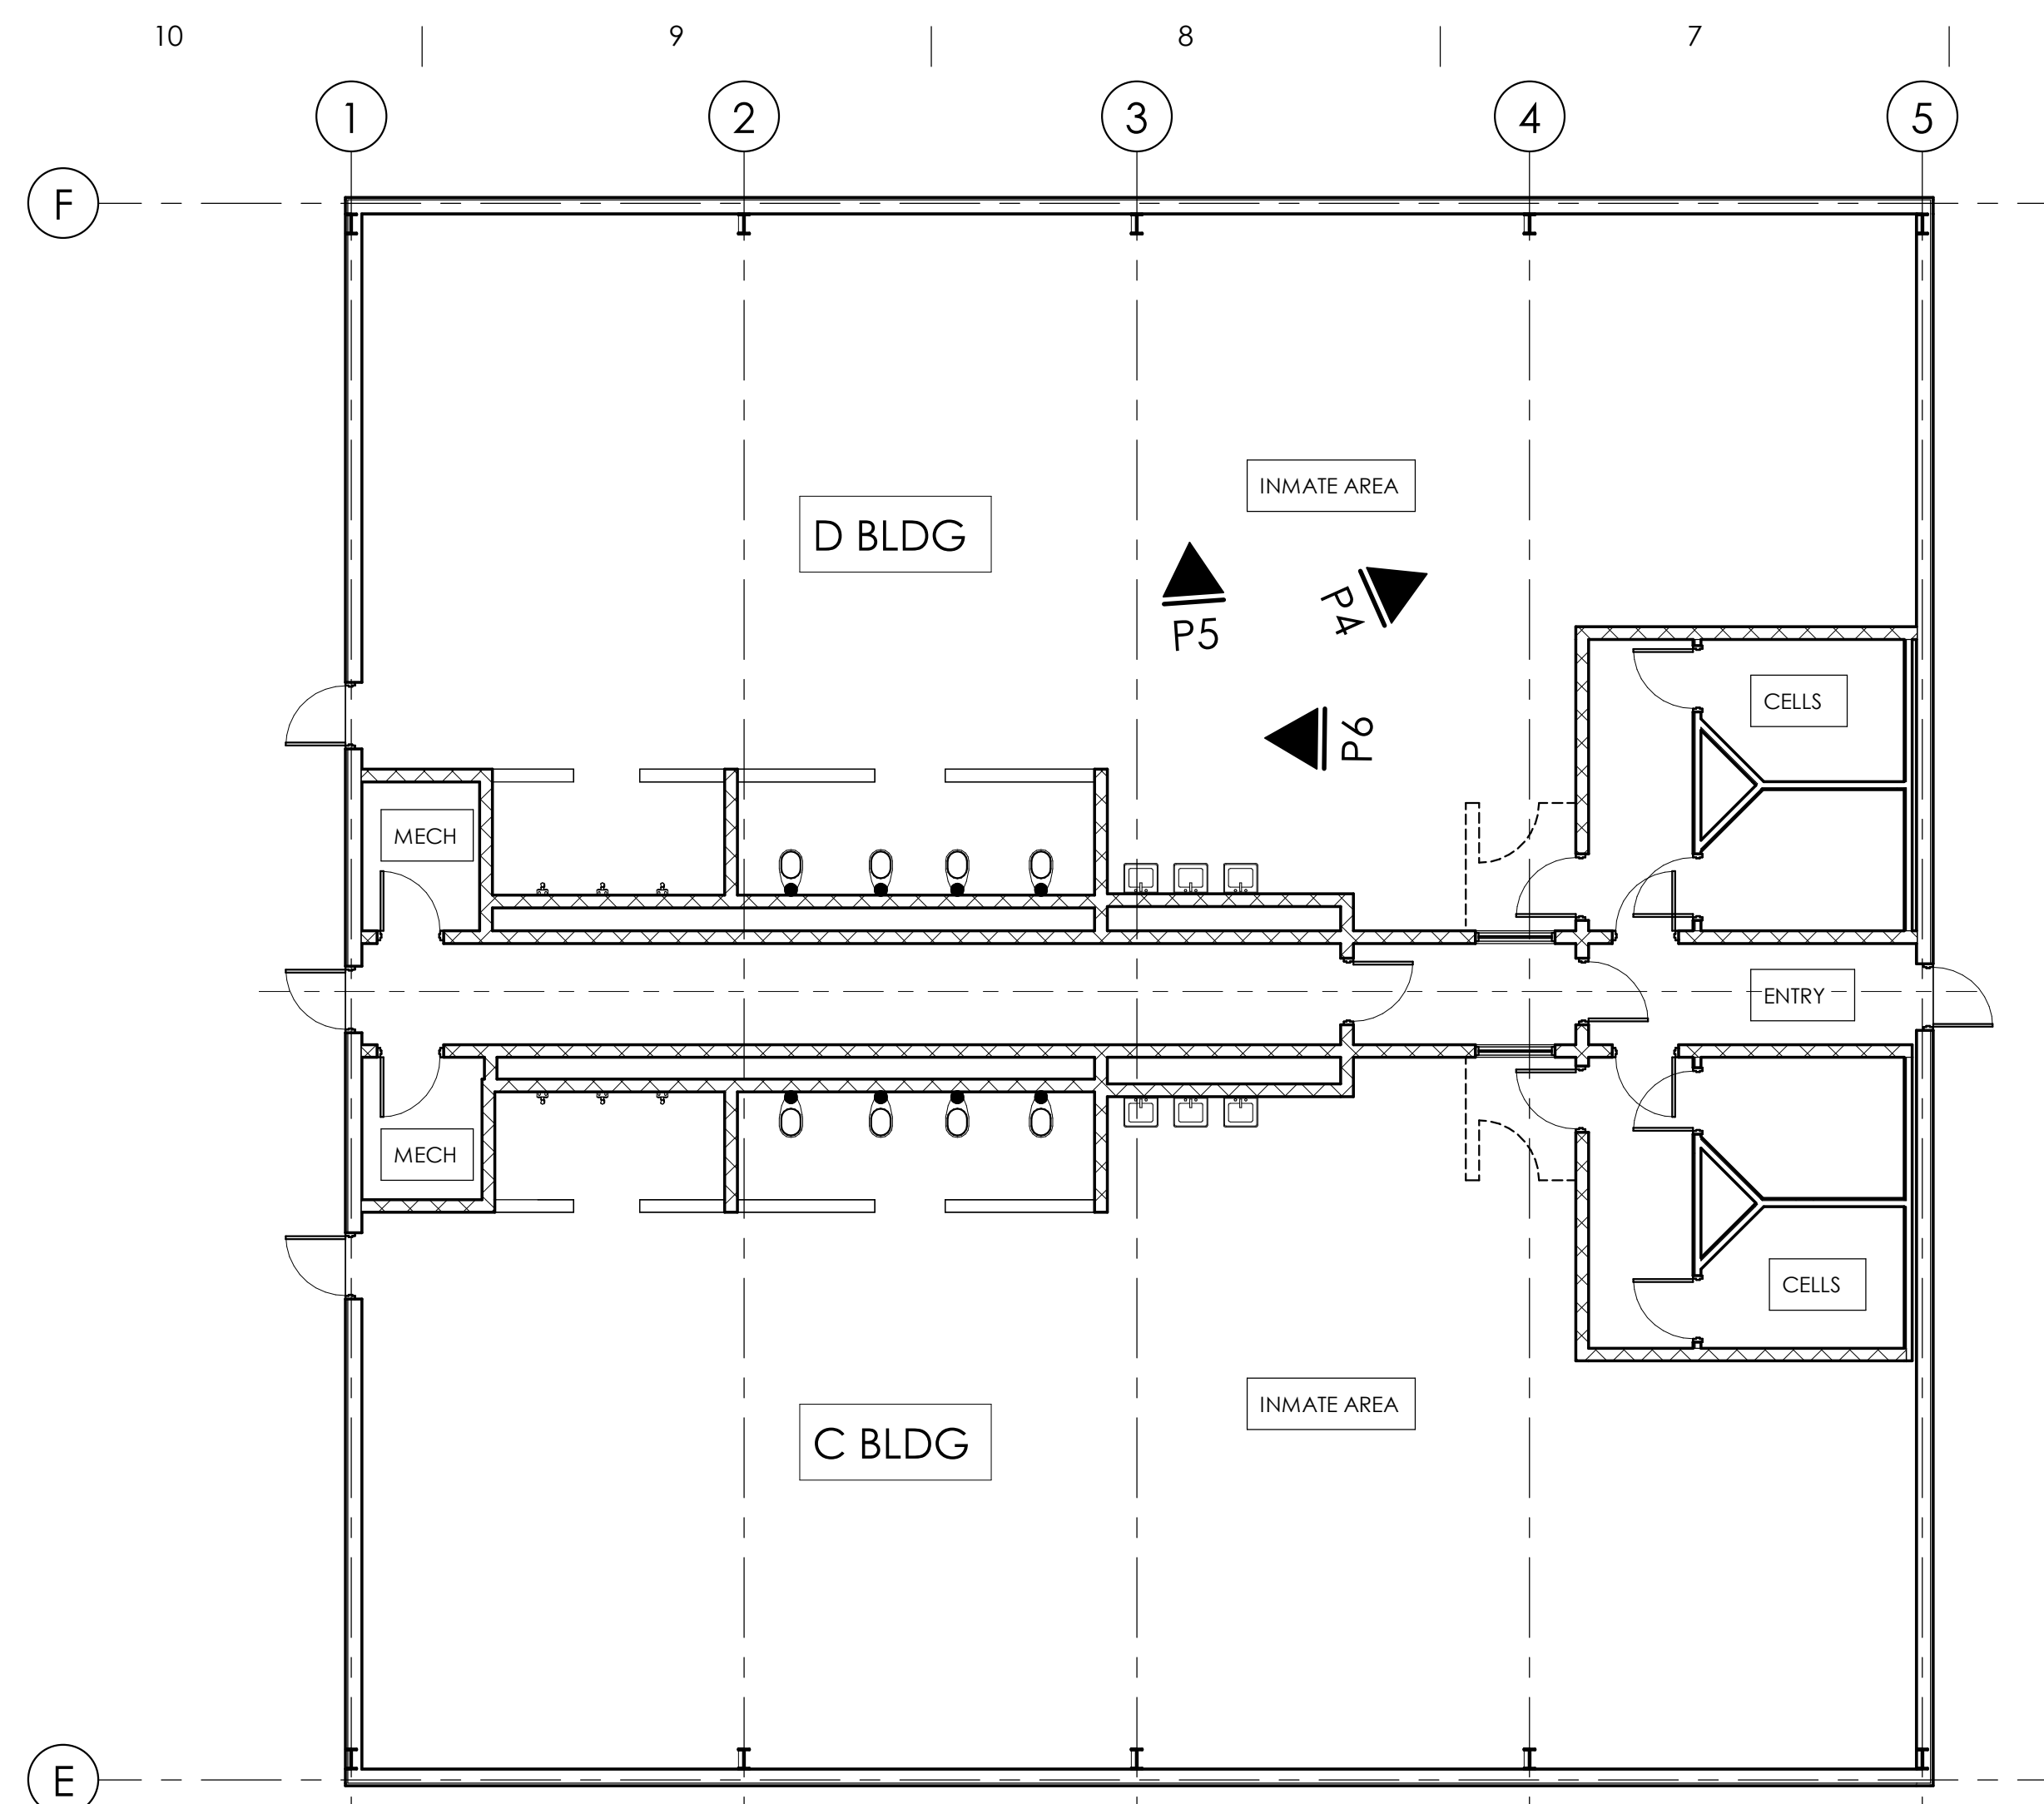 10 9 8 7
1 2 3 4 5
F
INMATE AREA
D BLDG
P4
P5
CELLS
P6
MECH
ENTRY
MECH
CELLS
INMATE AREA
C BLDG
E